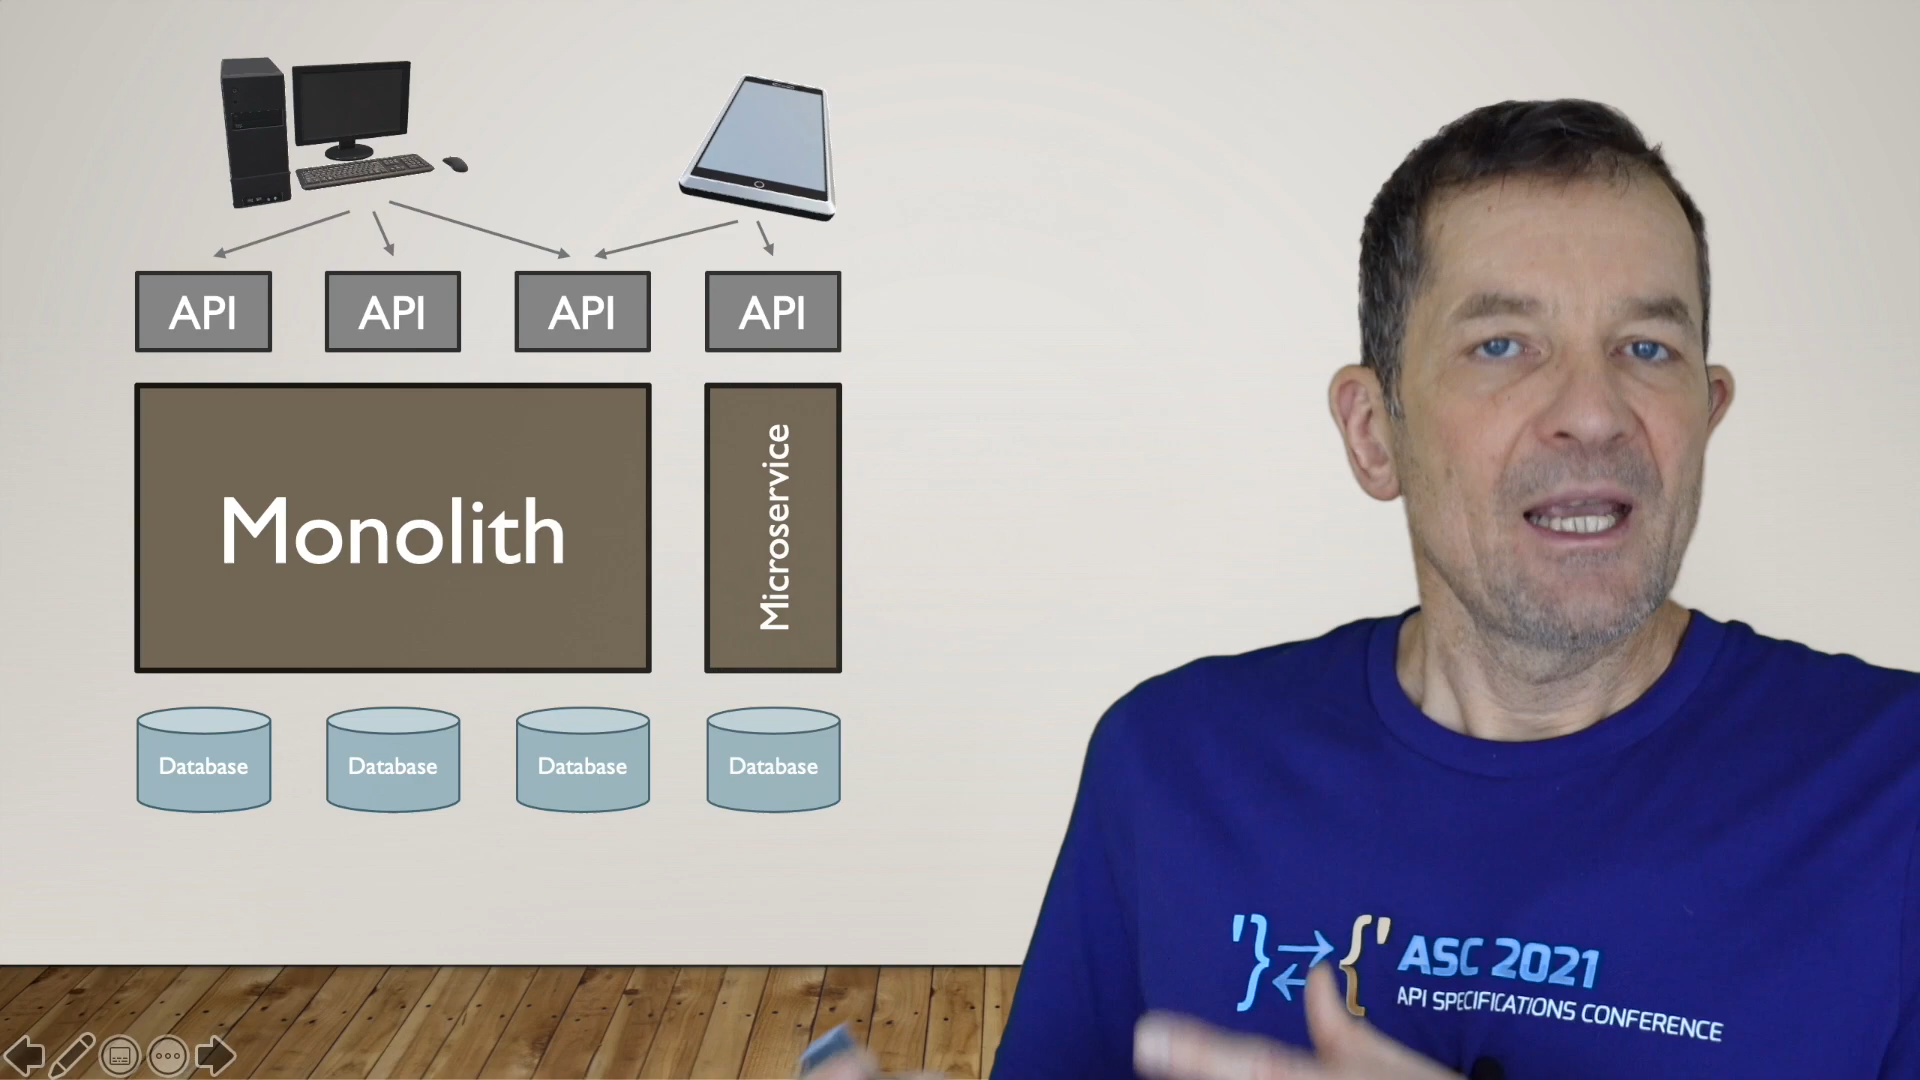 API
API
API
API
Monolith
Microservice
Database
Database
Database
Database
ASC 2021
API SPECIFICATIONS CONFERENCE